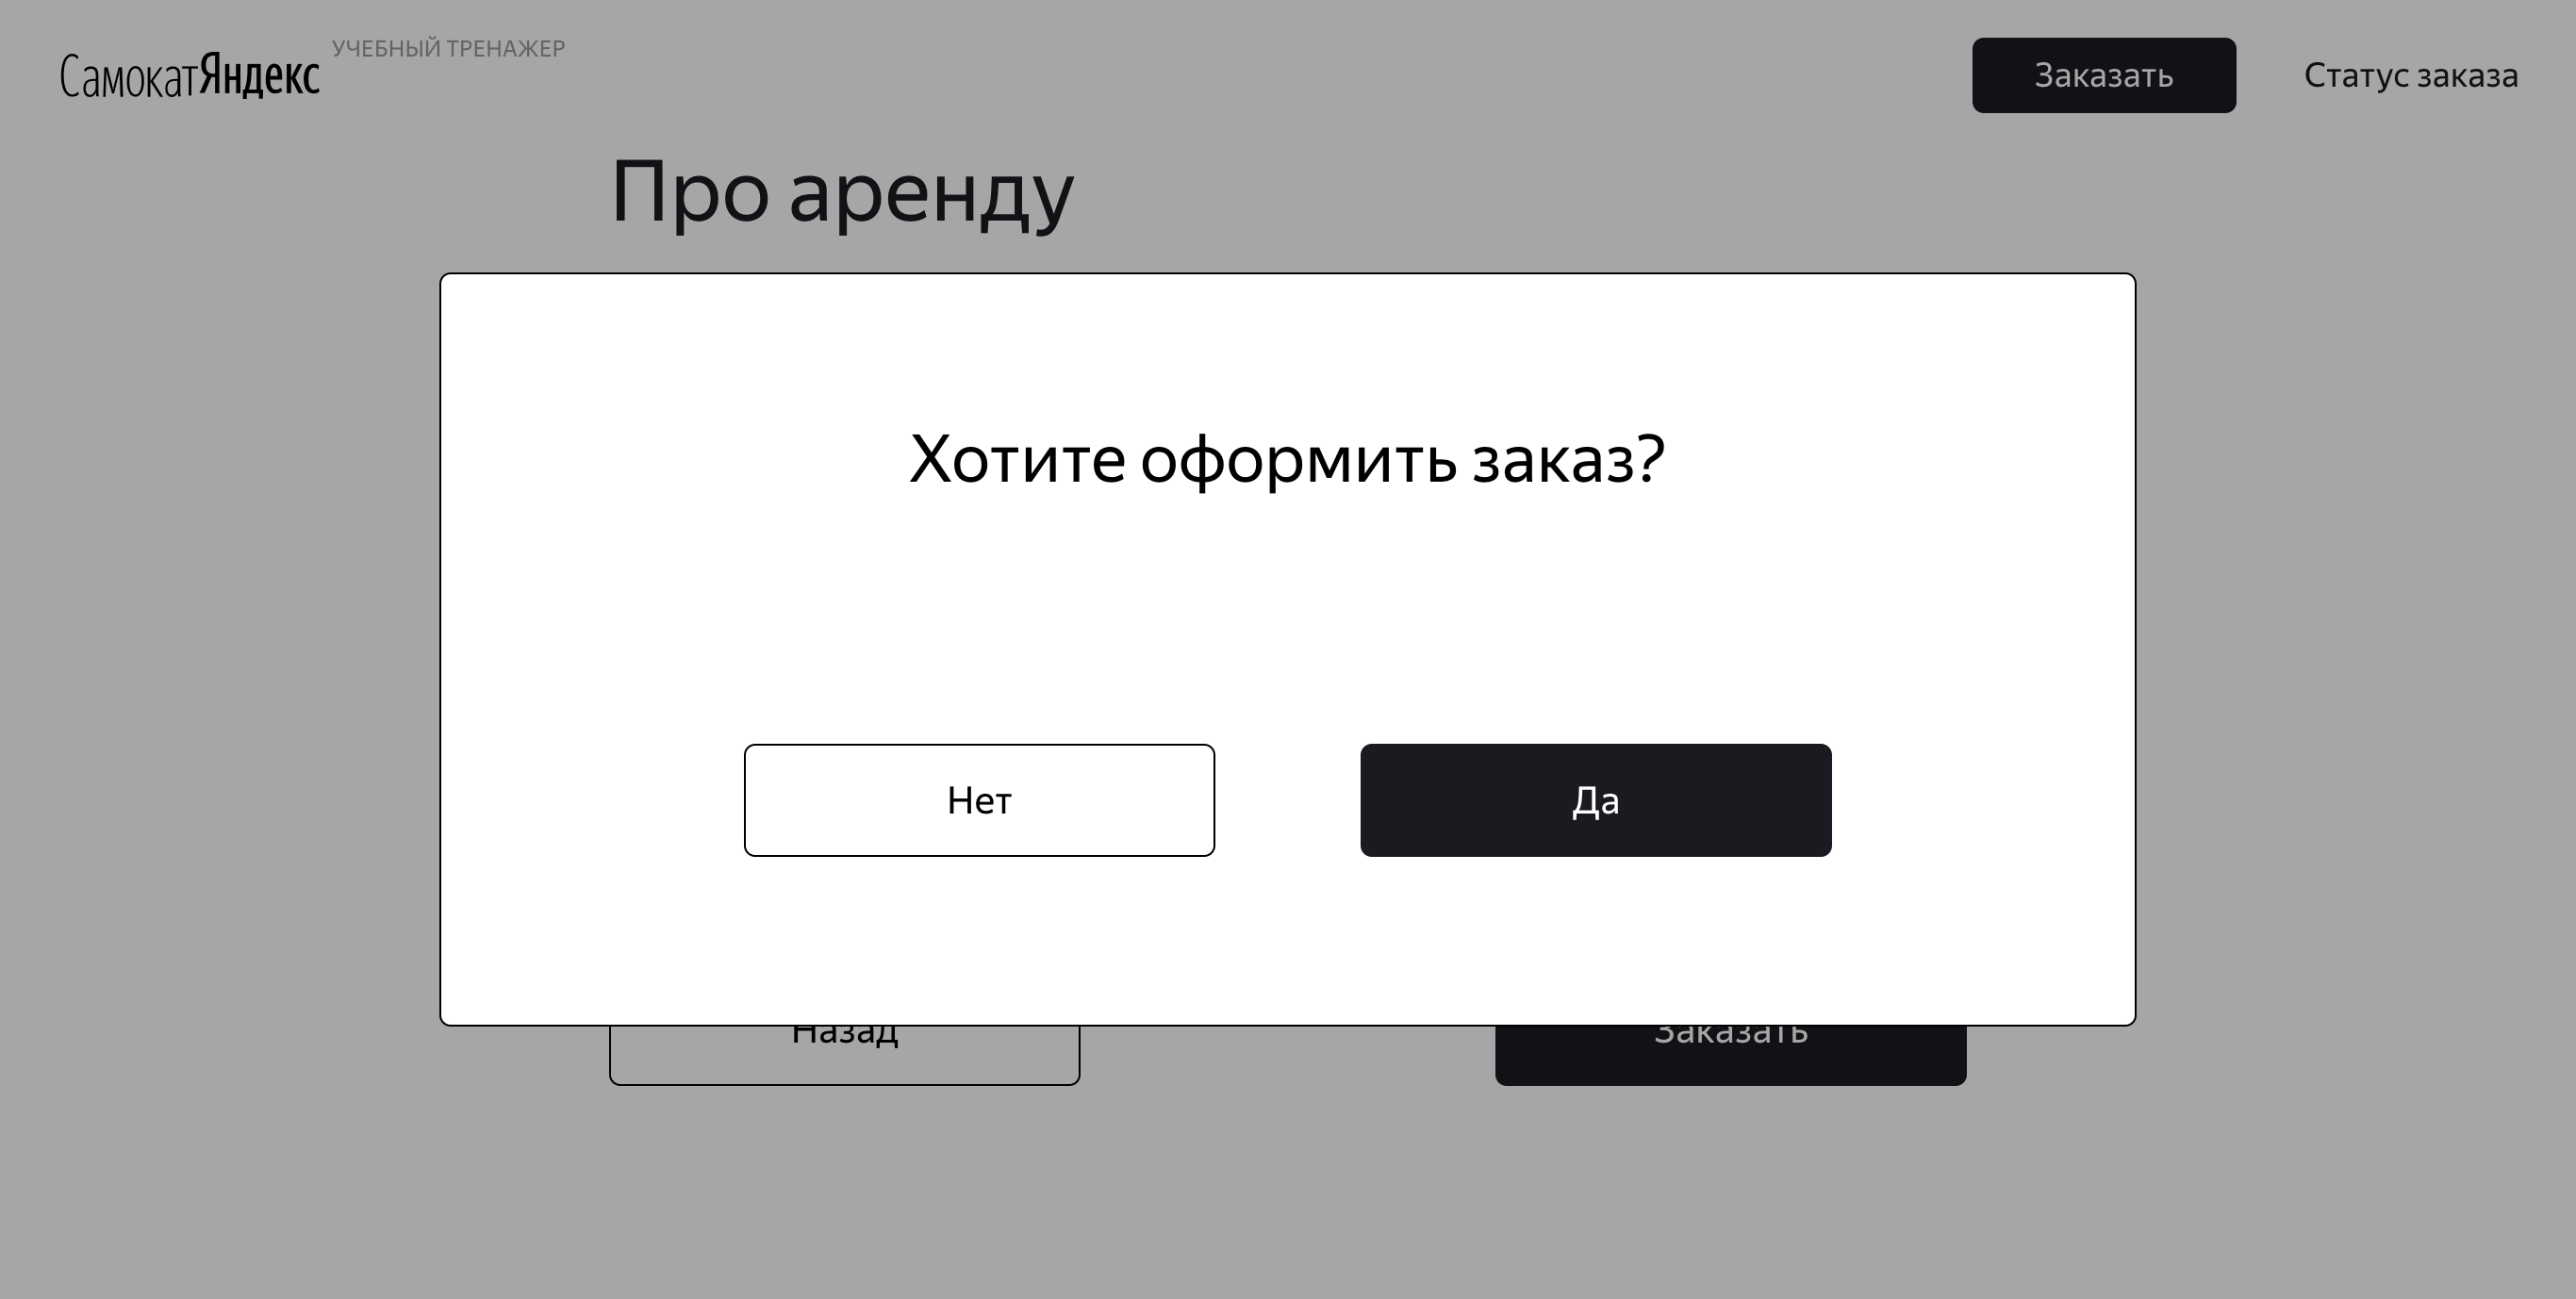 СамокатЯндекс УЧЕБНЫЙ ТРЕНАЖЕР Заказать Статус заказа
Про аренду
Хотите оформить заказ?
Нет Да
Назад Заказать